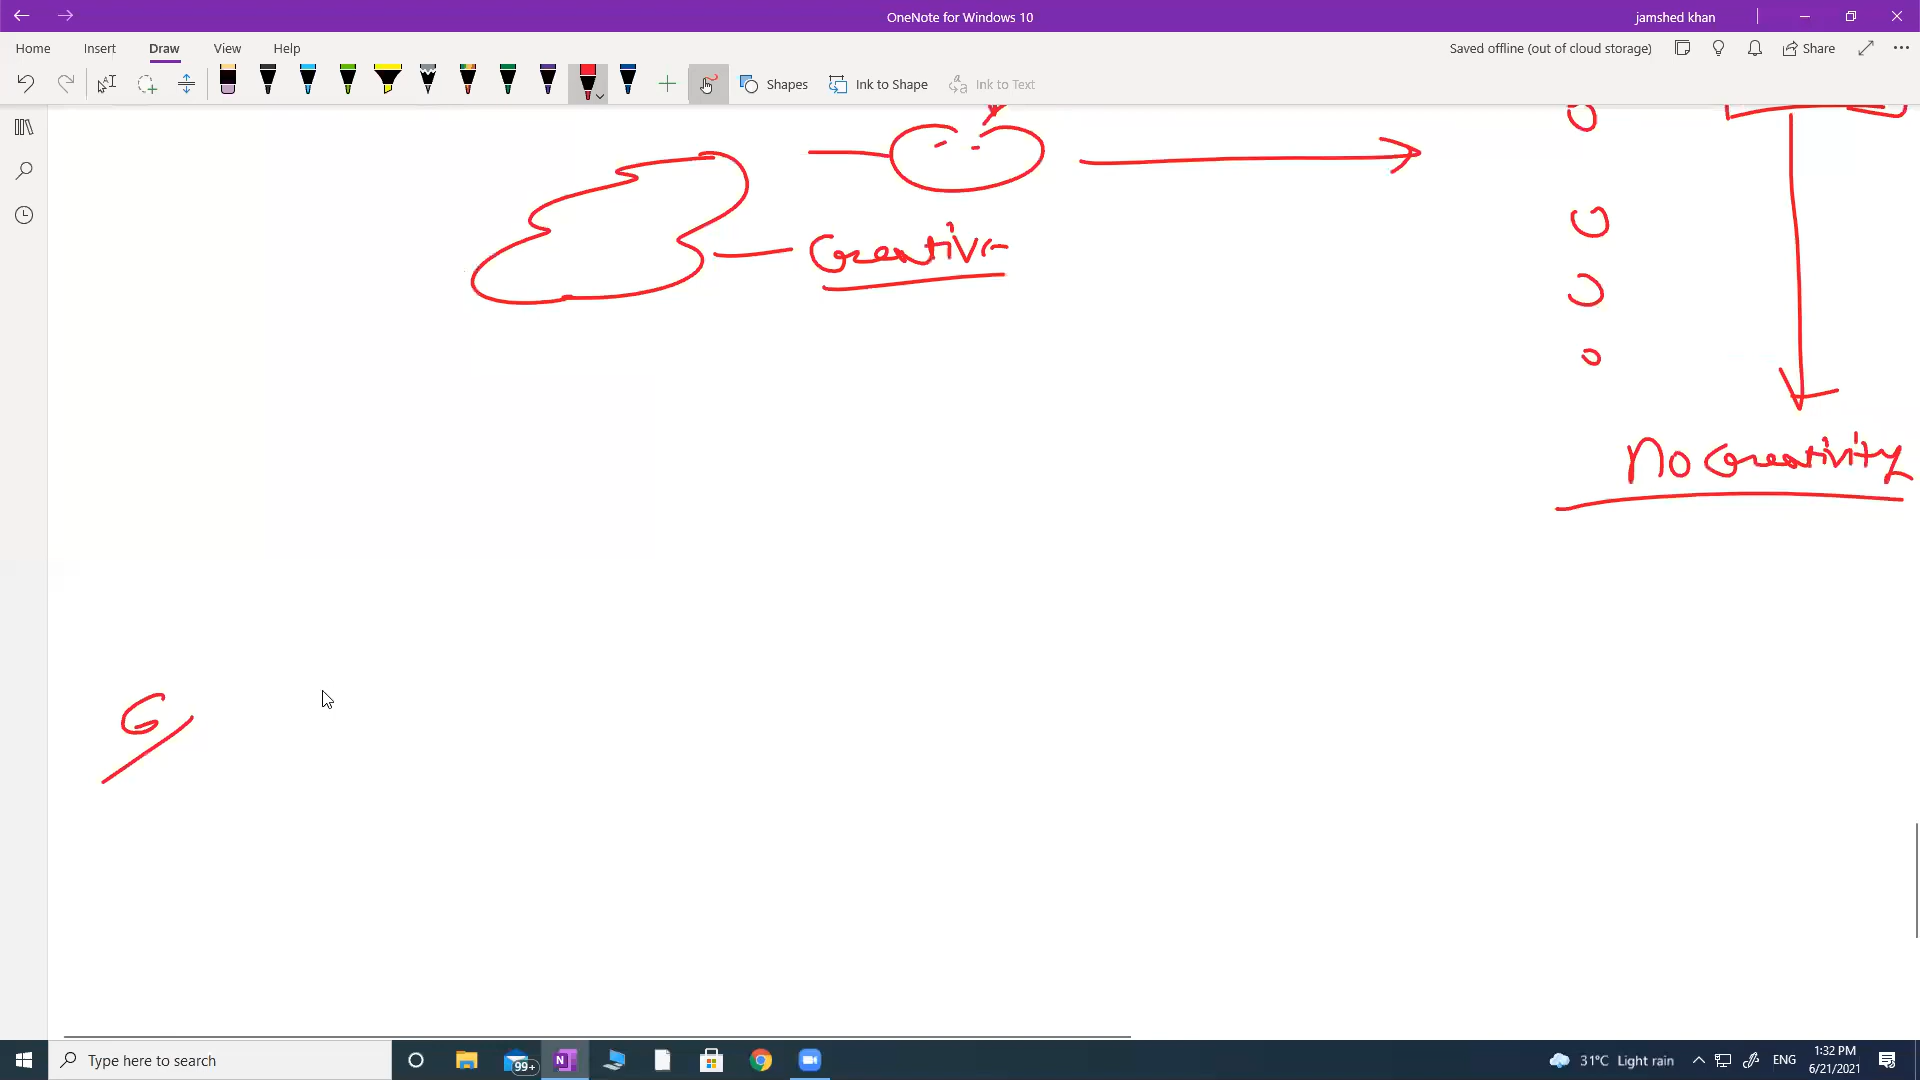 OneNote for Windows 10
jamshed khan
Home Insert Draw View Help
Saved offline (out of cloud storage)
Share
Shapes
Ink to Shape
Ink to Text
Creative
No Creativity
6
Type here to search
99+
31°C Light rain
ENG
1:32 PM
6/21/2021